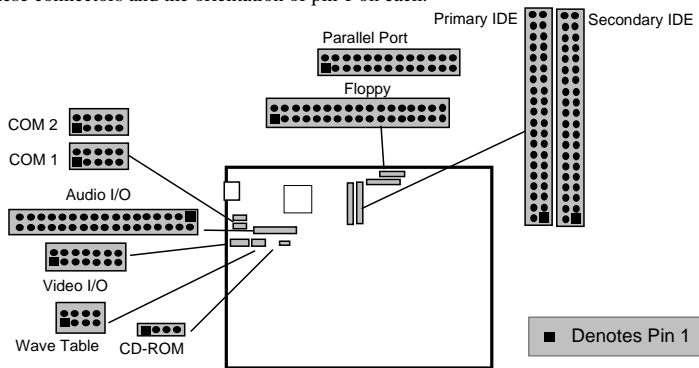 these connectors and the orientation of pin 1 on each.
Primary IDE
Secondary IDE
Parallel Port
Floppy
COM 2
COM 1
Audio I/O
Video I/O
Wave Table
CD-ROM
Denotes Pin 1